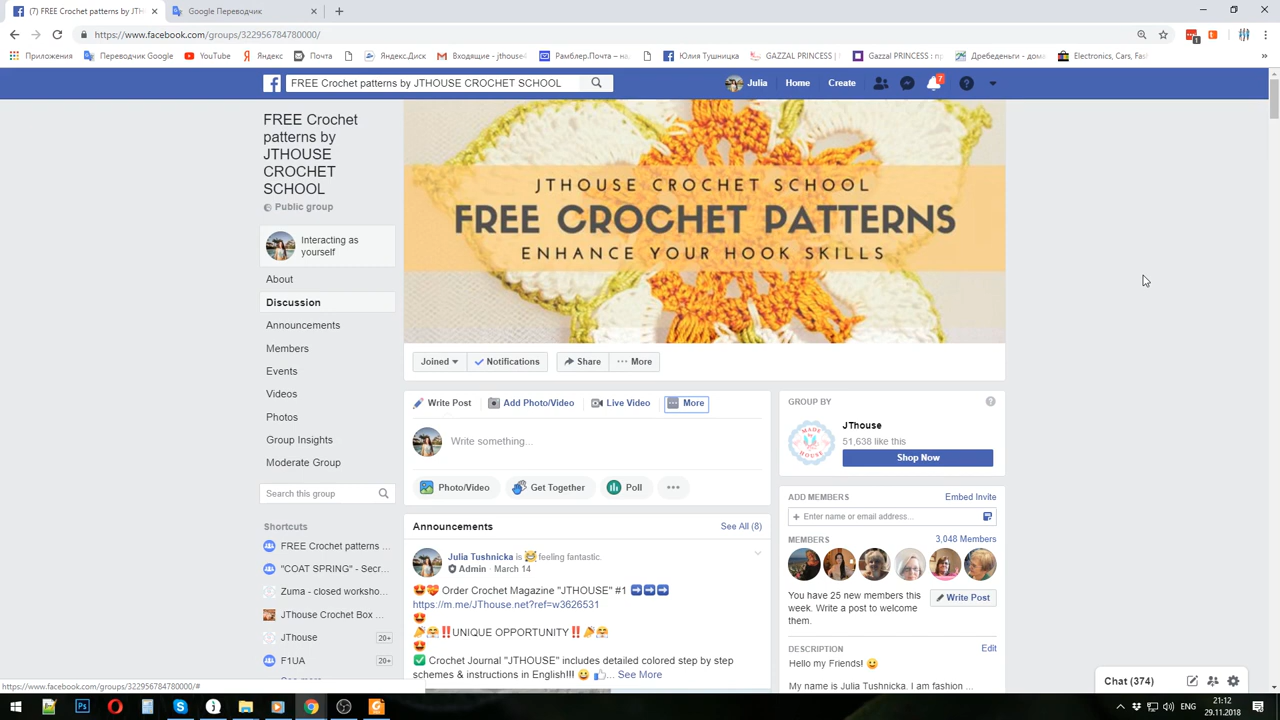 (7) FREE Crochet patterns by JTH
Google Переводчик
https://www.facebook.com/groups/322956784780000/
Приложения
Переводчик Google
YouTube
Яндекс
Почта
Яндекс.Диск
Входящие - jthouse
Рамблер.Почта – на
Юлия Тушницка
GAZZAL PRINCESS
Gazzal PRINCESS : пр
Дребеденьги - дома
Electronics, Cars, Fash
FREE Crochet patterns by JTHOUSE CROCHET SCHOOL
Julia
Home
Create
7
FREE Crochet
patterns by
JTHOUSE
CROCHET
SCHOOL
Public group
Interacting as
yourself
About
Discussion
Announcements
Members
Events
Videos
Photos
Group Insights
Moderate Group
Search this group
Shortcuts
FREE Crochet patterns ...
"COAT SPRING" - Secr...
Zuma - closed worksho...
JThouse Crochet Box ...
JThouse 20+
F1UA 20+
JTHOUSE CROCHET SCHOOL
FREE CROCHET PATTERNS
ENHANCE YOUR HOOK SKILLS
Joined
Notifications
Share
More
Write Post
Add Photo/Video
Live Video
More
Write something...
Photo/Video
Get Together
Poll
Announcements
See All (8)
Julia Tushnicka is 😹 feeling fantastic.
Admin · March 14
🤩😻 Order Crochet Magazine "JTHOUSE" #1 ➡➡➡
https://m.me/JThouse.net?ref=w3626531
🤩
🎉🤗‼UNIQUE OPPORTUNITY‼🎉🤗
🤩
✅ Crochet Journal "JTHOUSE" includes detailed colored step by step
schemes & instructions in English!!! 😀 👍... See More
GROUP BY
JThouse
51,638 like this
Shop Now
ADD MEMBERS
Embed Invite
+ Enter name or email address...
MEMBERS
3,048 Members
You have 25 new members this
week. Write a post to welcome
them.
Write Post
DESCRIPTION
Edit
Hello my Friends! 😀
My name is Julia Tushnicka. I am fashion ...
Chat (374)
https://www.facebook.com/groups/322956784780000/#
ENG
21:12
29.11.2018